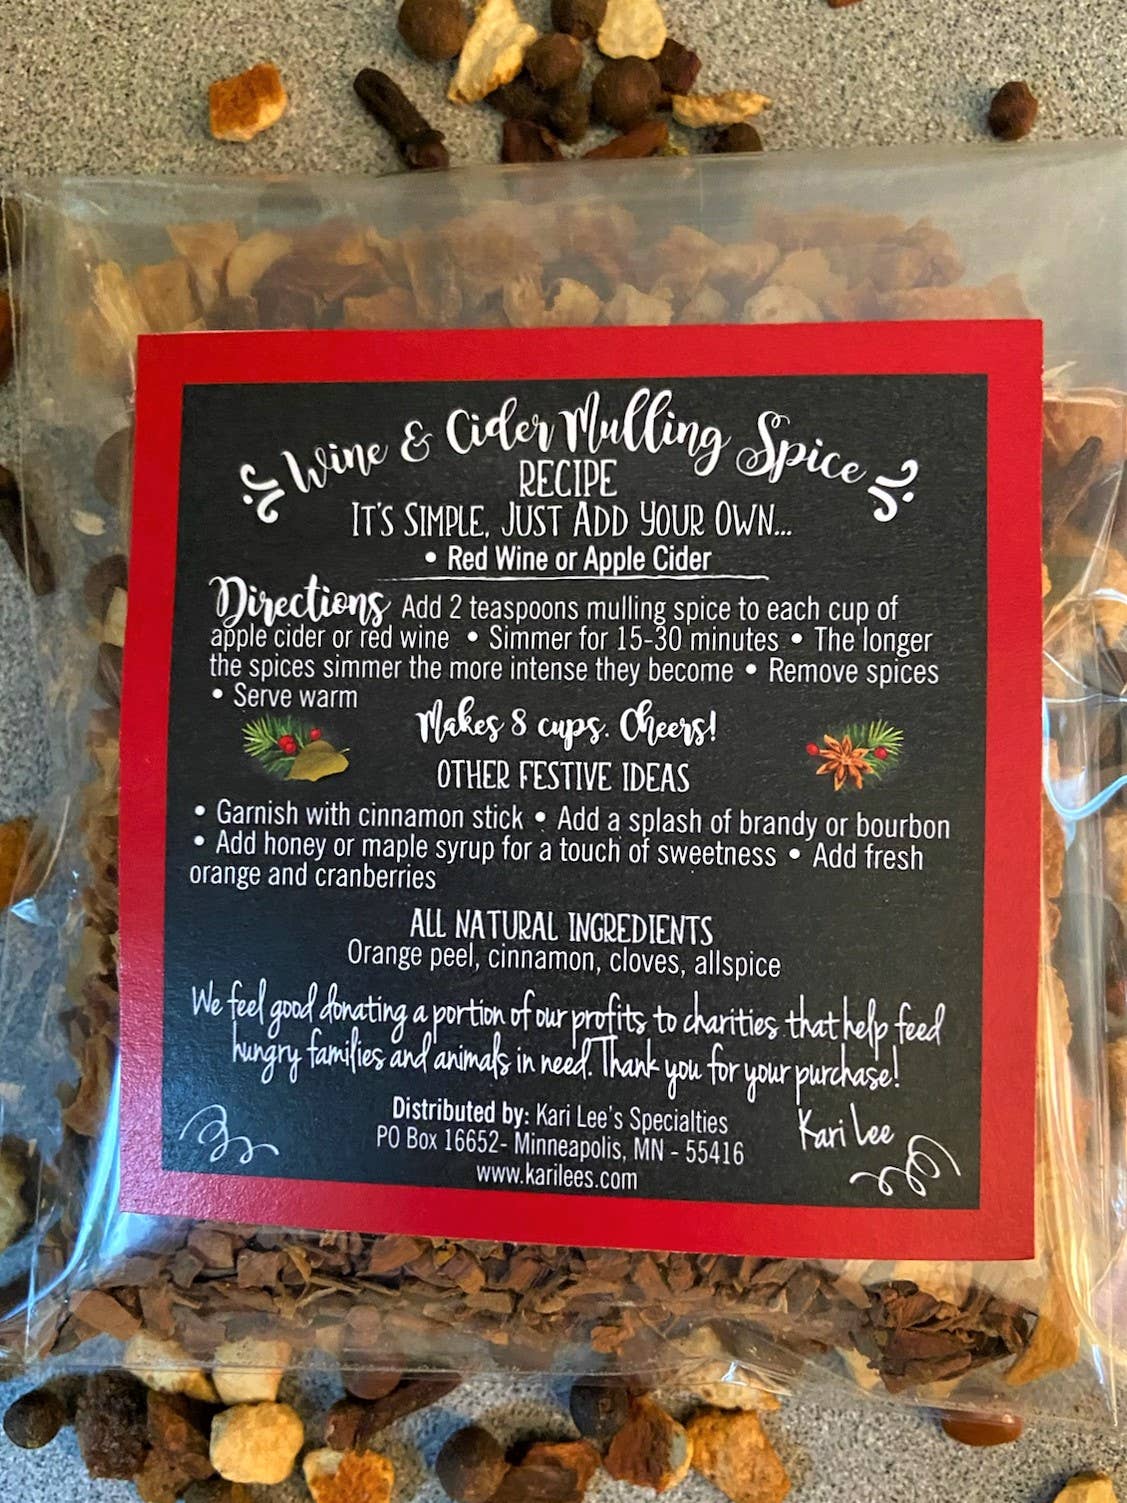 Wine & Cider Mulling Spice
RECIPE
IT'S SIMPLE, JUST ADD YOUR OWN...
• Red Wine or Apple Cider
Directions Add 2 teaspoons mulling spice to each cup of
apple cider or red wine • Simmer for 15-30 minutes • The longer
the spices simmer the more intense they become • Remove spices
• Serve warm
Makes 8 cups. Cheers!
OTHER FESTIVE IDEAS
• Garnish with cinnamon stick • Add a splash of brandy or bourbon
• Add honey or maple syrup for a touch of sweetness • Add fresh
orange and cranberries
ALL NATURAL INGREDIENTS
Orange peel, cinnamon, cloves, allspice
We feel good donating a portion of our profits to charities that help feed
hungry families and animals in need. Thank you for your purchase!
Distributed by: Kari Lee's Specialties
Kari Lee
PO Box 16652- Minneapolis, MN - 55416
www.karilees.com